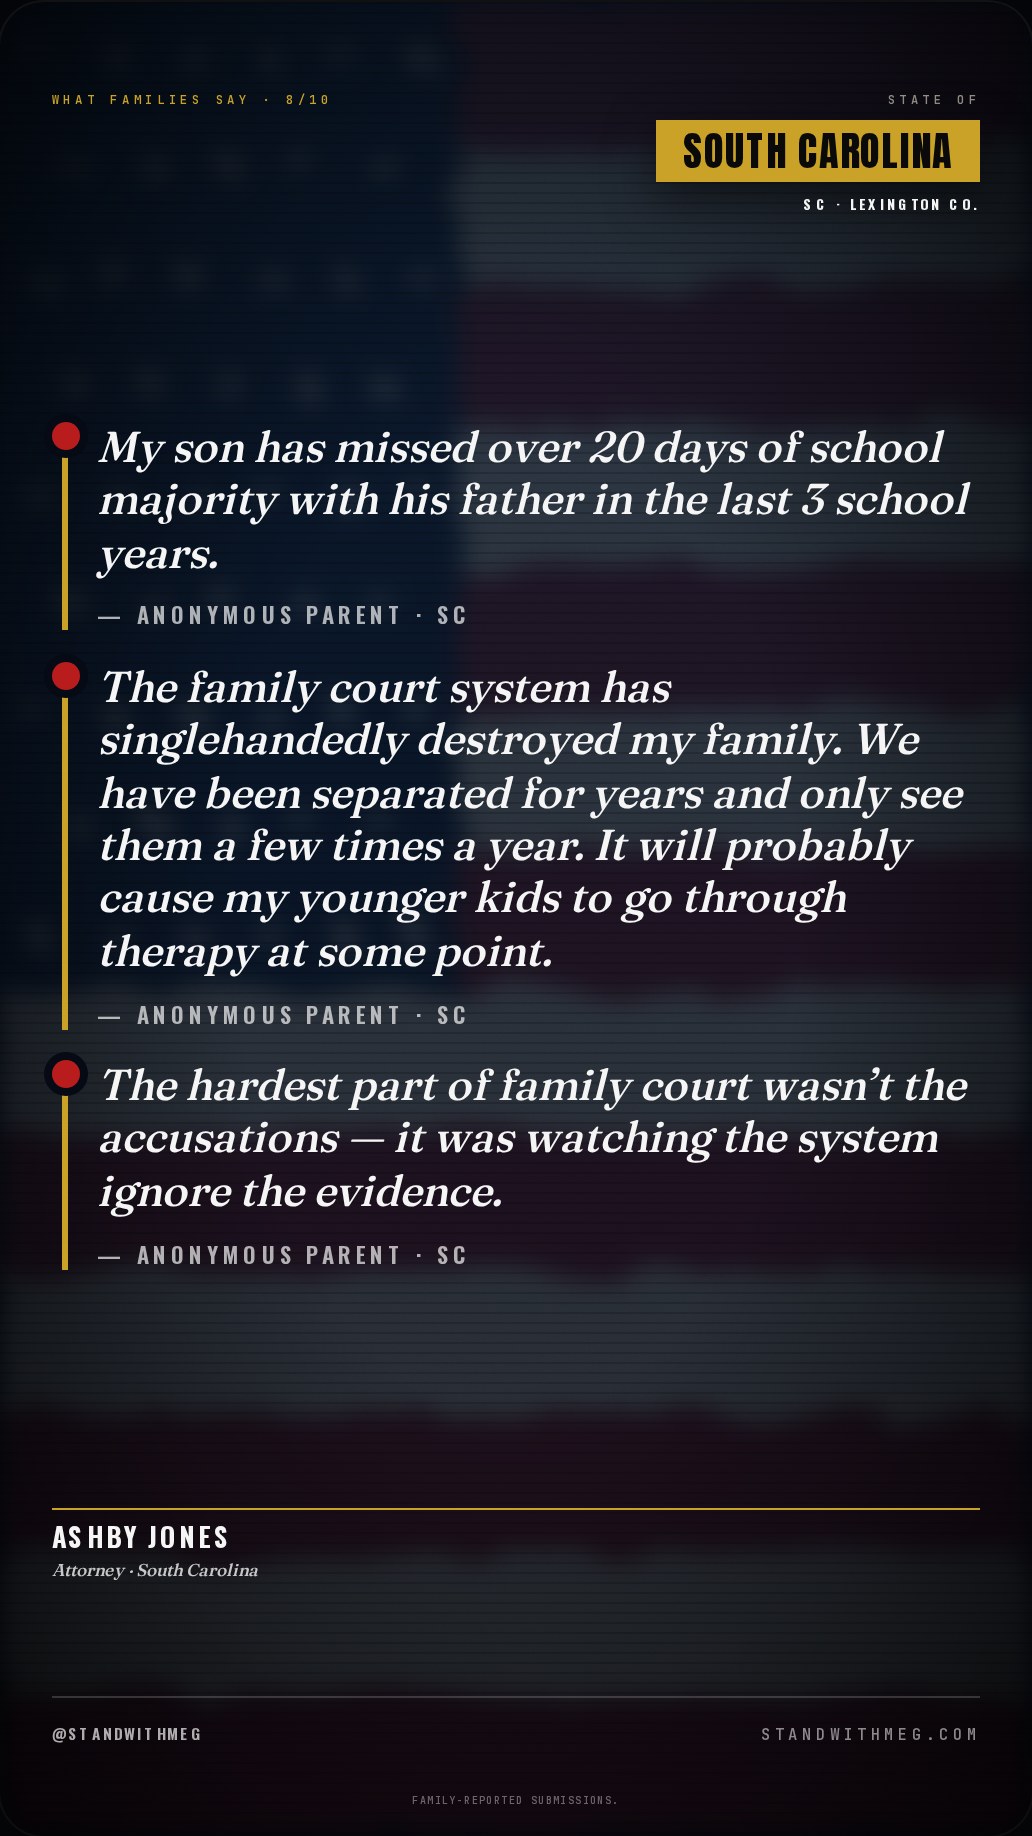 WHAT FAMILIES SAY · 8/10
STATE OF
SOUTH CAROLINA
SC · LEXINGTON CO.
My son has missed over 20 days of school
majority with his father in the last 3 school
years.
— ANONYMOUS PARENT · SC
The family court system has
singlehandedly destroyed my family. We
have been separated for years and only see
them a few times a year. It will probably
cause my younger kids to go through
therapy at some point.
— ANONYMOUS PARENT · SC
The hardest part of family court wasn’t the
accusations — it was watching the system
ignore the evidence.
— ANONYMOUS PARENT · SC
ASHBY JONES
Attorney · South Carolina
@STANDWITHMEG
STANDWITHMEG.COM
FAMILY-REPORTED SUBMISSIONS.